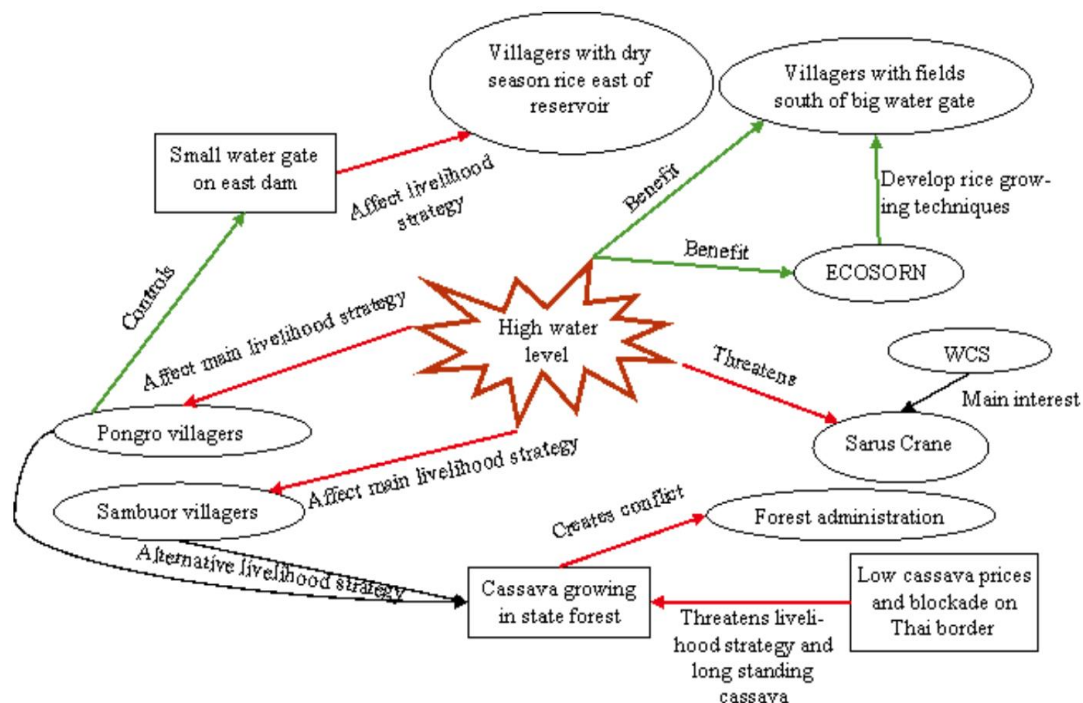 Villagers with dry
season rice east of
reservoir
Villagers with fields
south of big water gate
Small water gate
on east dam
Affect livelihood
strategy
Benefit
Develop rice grow-
ing techniques
Benefit
ECOSORN
Controls
Affect main livelihood strategy
High water
level
Threatens
WCS
Main interest
Pongro villagers
Sarus Crane
Affect main livelihood strategy
Sambuor villagers
Creates conflict
Forest administration
Alternative livelihood strategy
Cassava growing
in state forest
Low cassava prices
and blockade on
Thai border
Threatens liveli-
hood strategy and
long standing
cassava